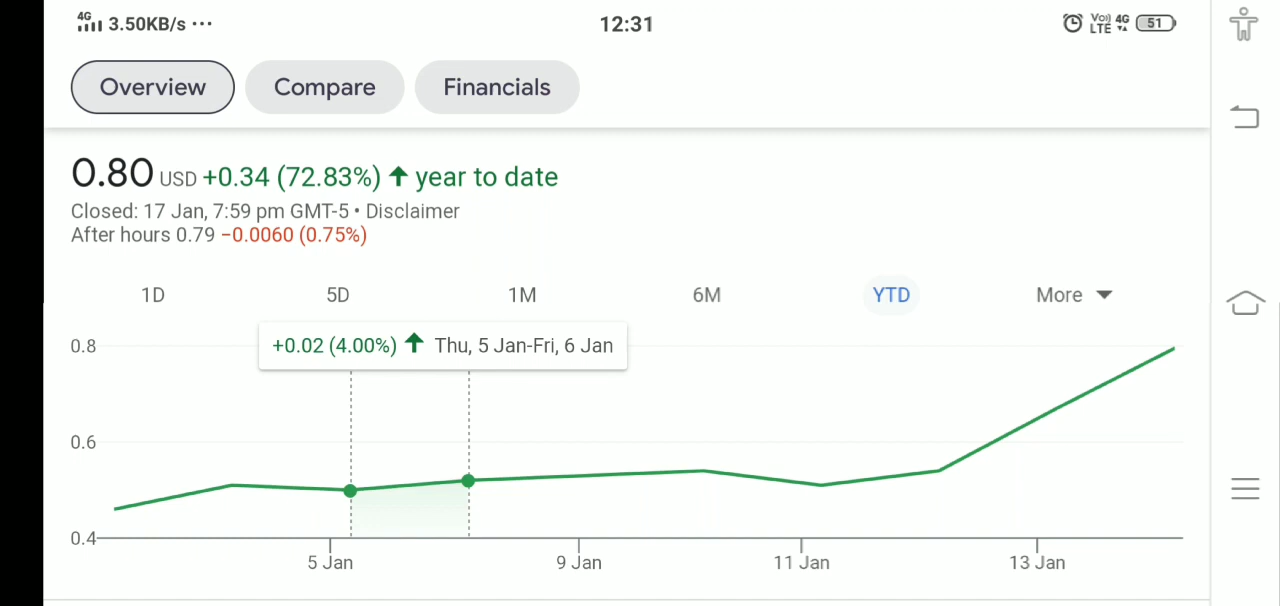 4G 3.50KB/s ... 12:31 Vo) LTE 4G 51
Overview Compare Financials
0.80 USD +0.34 (72.83%) ↑ year to date
Closed: 17 Jan, 7:59 pm GMT-5 • Disclaimer
After hours 0.79 −0.0060 (0.75%)
1D 5D 1M 6M YTD More
+0.02 (4.00%) ↑ Thu, 5 Jan-Fri, 6 Jan
0.8
0.6
0.4
5 Jan 9 Jan 11 Jan 13 Jan